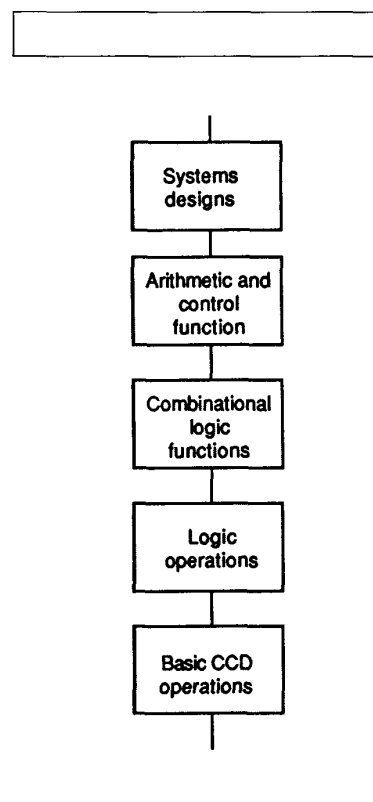 Systems
designs
Arithmetic and
control
function
Combinational
logic
functions
Logic
operations
Basic CCD
operations